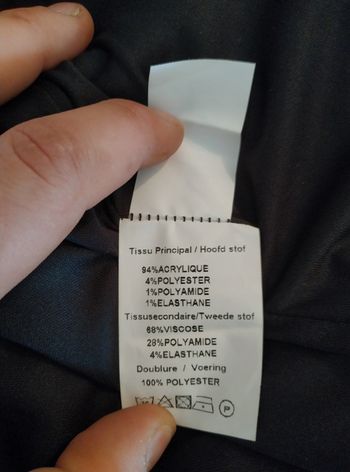 Tissu Principal / Hoofd stof
94%ACRYLIQUE
4%POLYESTER
1%POLYAMIDE
1%ELASTHANE
Tissusecondaire/Tweede stof
68%VISCOSE
28%POLYAMIDE
4%ELASTHANE
Doublure / Voering
100% POLYESTER
P